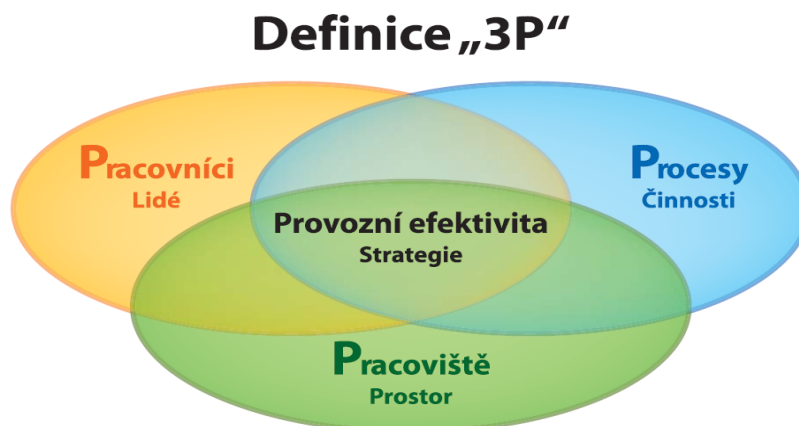 Definice „3P“
Pracovníci
Lidé
Procesy
Činnosti
Provozní efektivita
Strategie
Pracoviště
Prostor